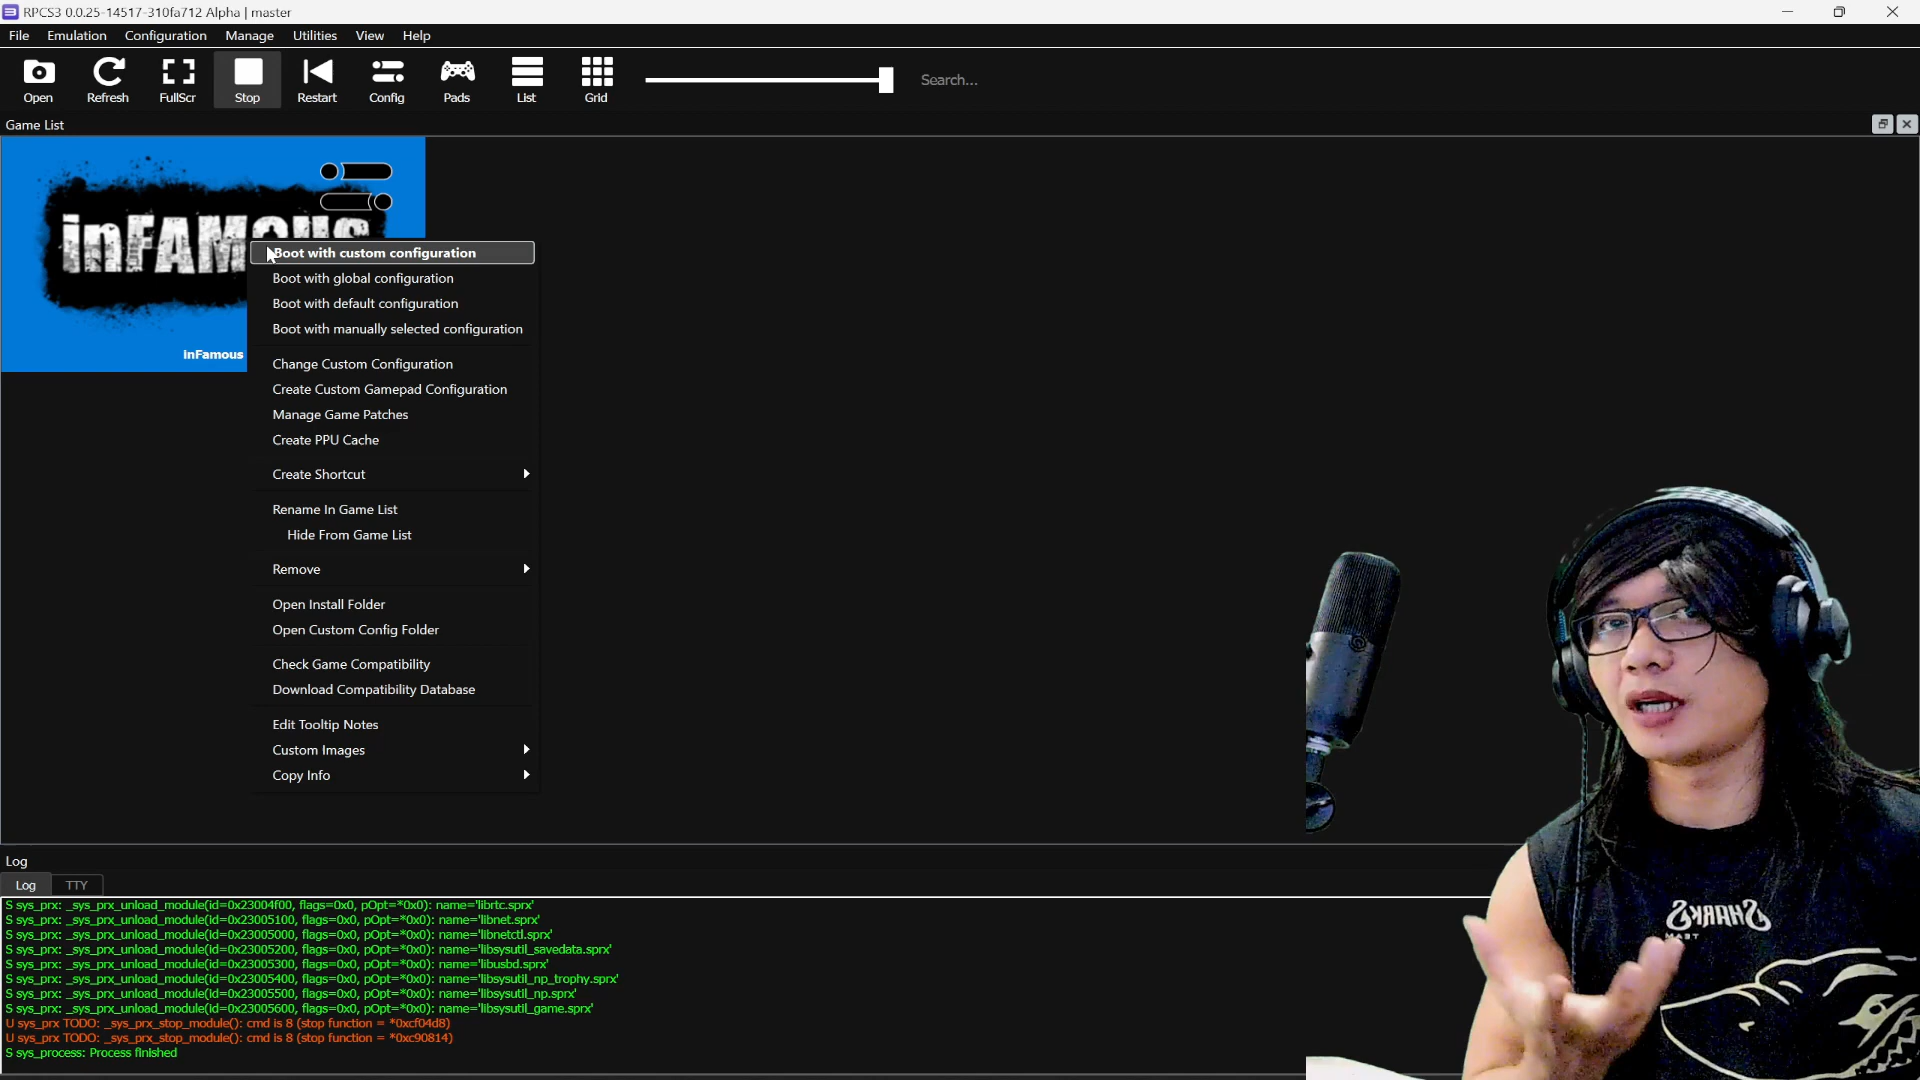 RPCS3 0.0.25-14517-310fa712 Alpha | master
File Emulation Configuration Manage Utilities View Help
Open Refresh FullScr Stop Restart Config Pads List Grid Search...
Game List
inFamous
Boot with custom configuration
Boot with global configuration
Boot with default configuration
Boot with manually selected configuration
Change Custom Configuration
Create Custom Gamepad Configuration
Manage Game Patches
Create PPU Cache
Create Shortcut
Rename In Game List
Hide From Game List
Remove
Open Install Folder
Open Custom Config Folder
Check Game Compatibility
Download Compatibility Database
Edit Tooltip Notes
Custom Images
Copy Info
Log
Log TTY
S sys_prx: _sys_prx_unload_module(id=0x23004f00, flags=0x0, pOpt=*0x0): name='librtc.sprx'
S sys_prx: _sys_prx_unload_module(id=0x23005100, flags=0x0, pOpt=*0x0): name='libnet.sprx'
S sys_prx: _sys_prx_unload_module(id=0x23005000, flags=0x0, pOpt=*0x0): name='libnetctl.sprx'
S sys_prx: _sys_prx_unload_module(id=0x23005200, flags=0x0, pOpt=*0x0): name='libsysutil_savedata.sprx'
S sys_prx: _sys_prx_unload_module(id=0x23005300, flags=0x0, pOpt=*0x0): name='libusbd.sprx'
S sys_prx: _sys_prx_unload_module(id=0x23005400, flags=0x0, pOpt=*0x0): name='libsysutil_np_trophy.sprx'
S sys_prx: _sys_prx_unload_module(id=0x23005500, flags=0x0, pOpt=*0x0): name='libsysutil_np.sprx'
S sys_prx: _sys_prx_unload_module(id=0x23005600, flags=0x0, pOpt=*0x0): name='libsysutil_game.sprx'
U sys_prx TODO: _sys_prx_stop_module(): cmd is 8 (stop function = *0xcf04d8)
U sys_prx TODO: _sys_prx_stop_module(): cmd is 8 (stop function = *0xc90814)
S sys_process: Process finished
SHARKS
TEAM